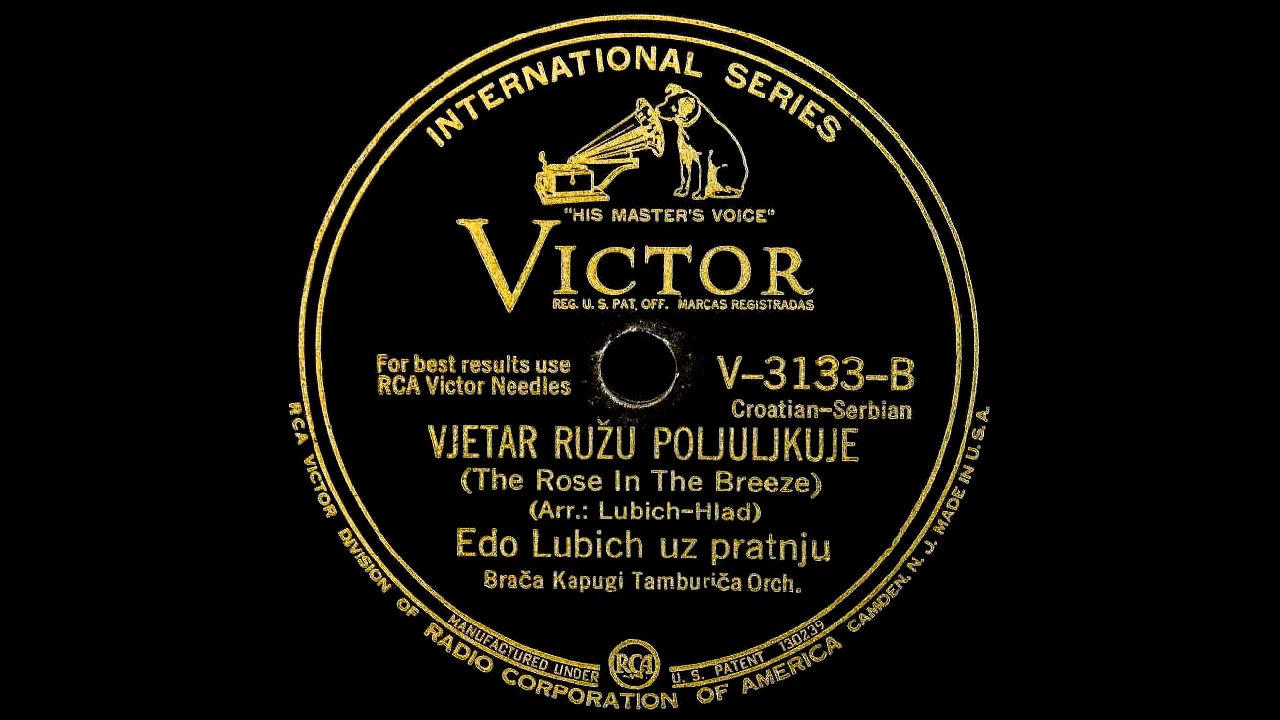 INTERNATIONAL SERIES
"HIS MASTER'S VOICE"
VICTOR
REG. U. S. PAT. OFF. MARCAS REGISTRADAS
For best results use
RCA Victor Needles
V-3133-B
Croatian-Serbian
VJETAR RUŽU POLJULJKUJE
(The Rose In The Breeze)
(Arr.: Lubich-Hlad)
Edo Lubich uz pratnju
Brača Kapugi Tamburiča Orch.
MANUFACTURED UNDER
RCA
U. S. PATENT 130239
RCA VICTOR DIVISION OF RADIO CORPORATION OF AMERICA CAMDEN, N. J. MADE IN U.S.A.